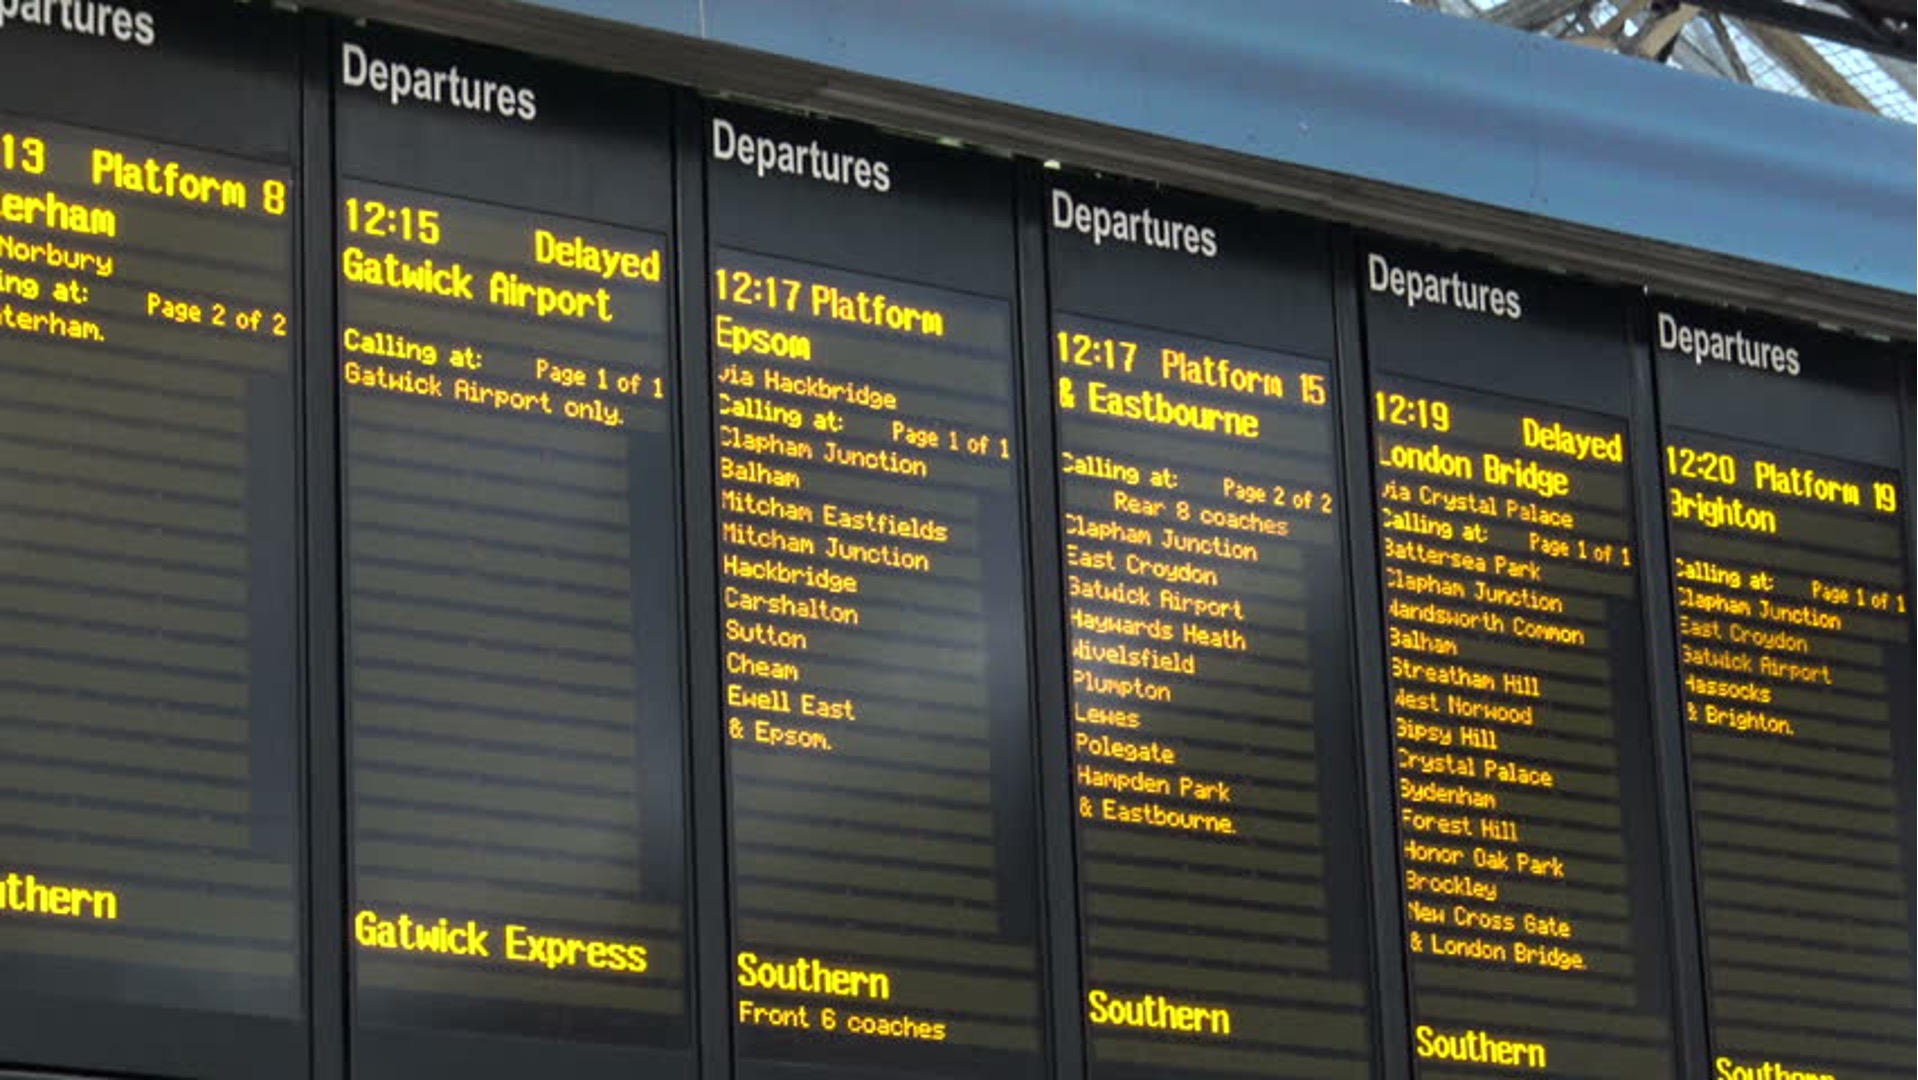 partures
13 Platform 8
erham
Norbury
ing at: Page 2 of 2
terham.
thern
Departures
12:15 Delayed
Gatwick Airport
Calling at: Page 1 of 1
Gatwick Airport only.
Gatwick Express
Departures
12:17 Platform
Epsom
via Hackbridge
Calling at: Page 1 of 1
Clapham Junction
Balham
Mitcham Eastfields
Mitcham Junction
Hackbridge
Carshalton
Sutton
Cheam
Ewell East
& Epsom.
Southern
Front 6 coaches
Departures
12:17 Platform 15
& Eastbourne
Calling at: Page 2 of 2
Rear 8 coaches
Clapham Junction
East Croydon
Gatwick Airport
Haywards Heath
Wivelsfield
Plumpton
Lewes
Polegate
Hampden Park
& Eastbourne.
Southern
Departures
12:19 Delayed
London Bridge
via Crystal Palace
Calling at: Page 1 of 1
Battersea Park
Clapham Junction
Wandsworth Common
Balham
Streatham Hill
West Norwood
Gipsy Hill
Crystal Palace
Sydenham
Forest Hill
Honor Oak Park
Brockley
New Cross Gate
& London Bridge.
Southern
Departures
12:20 Platform 19
Brighton
Calling at: Page 1 of 1
Clapham Junction
East Croydon
Gatwick Airport
Hassocks
& Brighton.
Southern